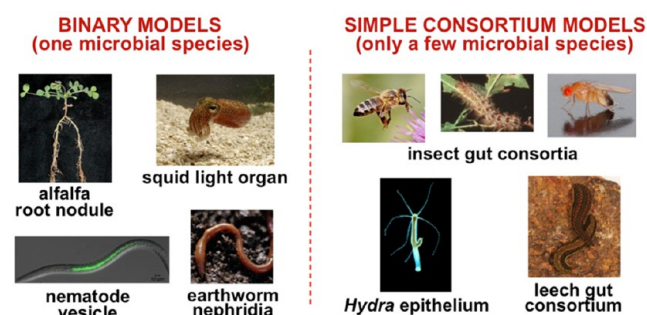 BINARY MODELS
(one microbial species)
alfalfa
root nodule
squid light organ
nematode
vesicle
earthworm
nephridia
SIMPLE CONSORTIUM MODELS
(only a few microbial species)
insect gut consortia
Hydra epithelium
leech gut
consortium